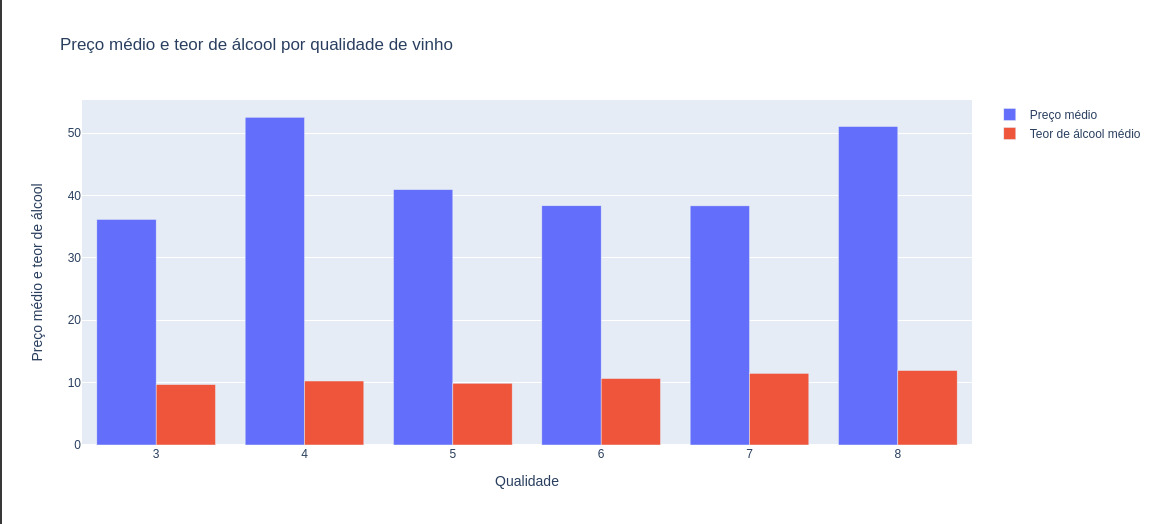 Preço médio e teor de álcool por qualidade de vinho
Preço médio
Teor de álcool médio
Preço médio e teor de álcool
50
40
30
20
10
0
3 4 5 6 7 8
Qualidade